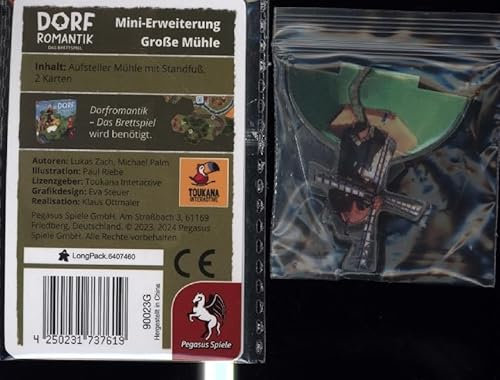 DORF
ROMANTIK
DAS BRETTSPIEL
Mini-Erweiterung
Große Mühle
Inhalt: Aufsteller Mühle mit Standfuß,
2 Karten
DORF
Dorfromantik
– Das Brettspiel
wird benötigt.
Autoren: Lukas Zach, Michael Palm
Illustration: Paul Riebe
Lizenzgeber: Toukana Interactive
Grafikdesign: Eva Steuer
Realisation: Klaus Ottmaier
TOUKANA
INTERACTIVE
Pegasus Spiele GmbH, Am Straßbach 3, 61169
Friedberg, Deutschland. © 2023, 2024 Pegasus
Spiele GmbH. Alle Rechte vorbehalten.
LongPack.6407460
CE
90023G
Hergestellt in China
4 250231 737619
Pegasus Spiele